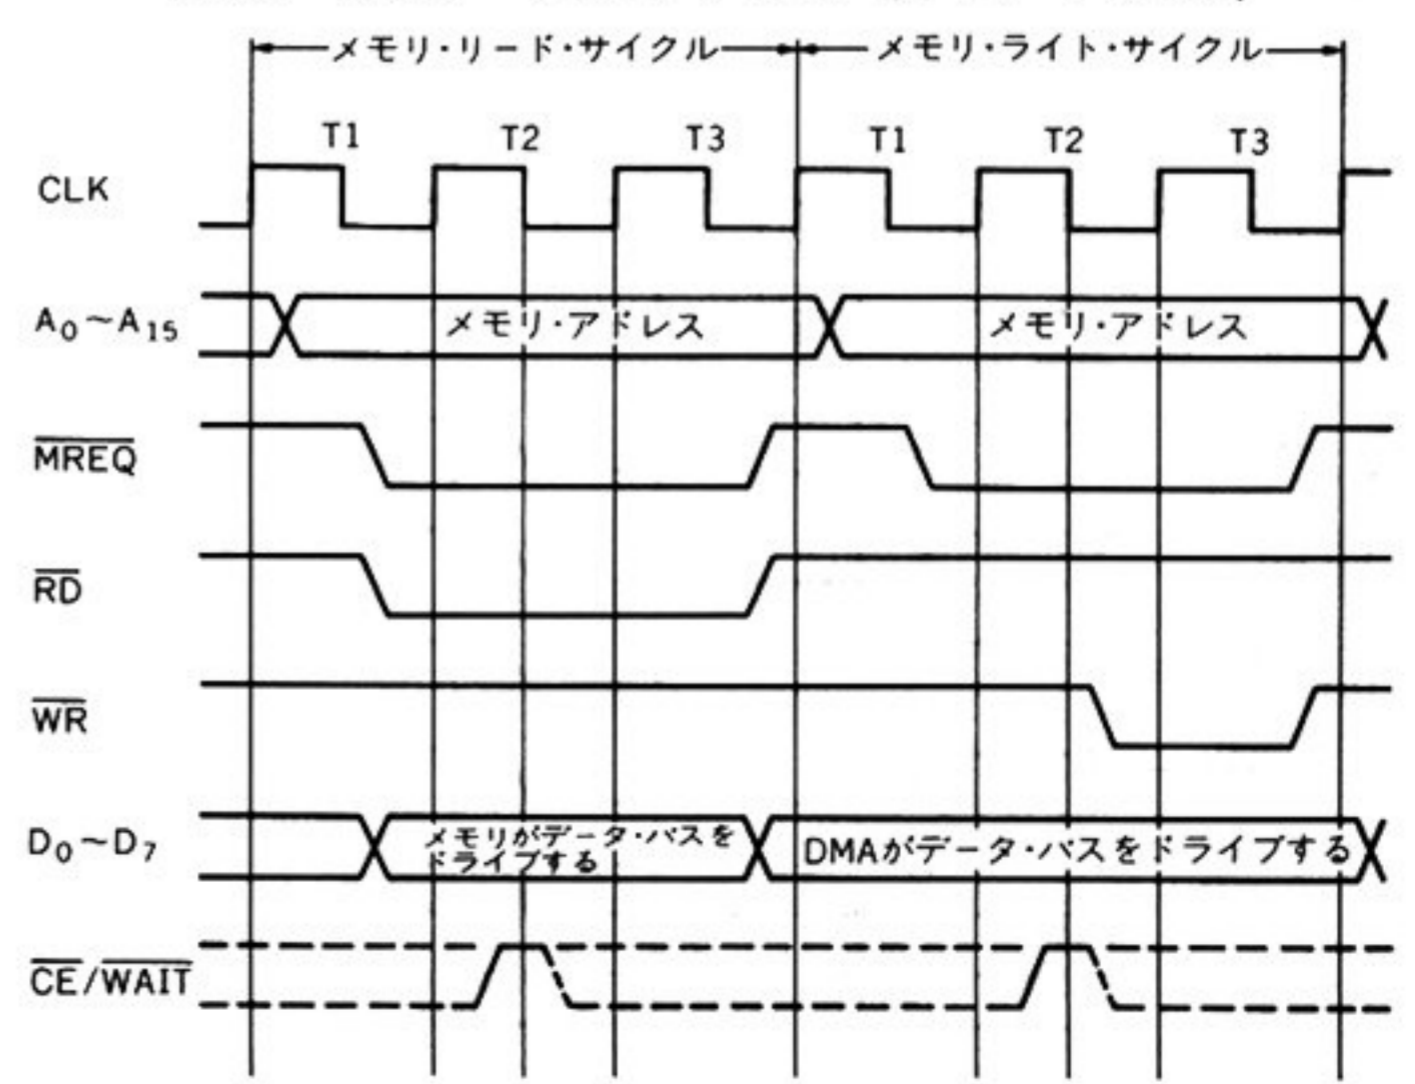 メモリ・リード・サイクル メモリ・ライト・サイクル
T1 T2 T3 T1 T2 T3
CLK
A0~A15 メモリ・アドレス メモリ・アドレス
MREQ
RD
WR
D0~D7 メモリがデータ・バスを
ドライブする DMAがデータ・バスをドライブする
CE/WAIT